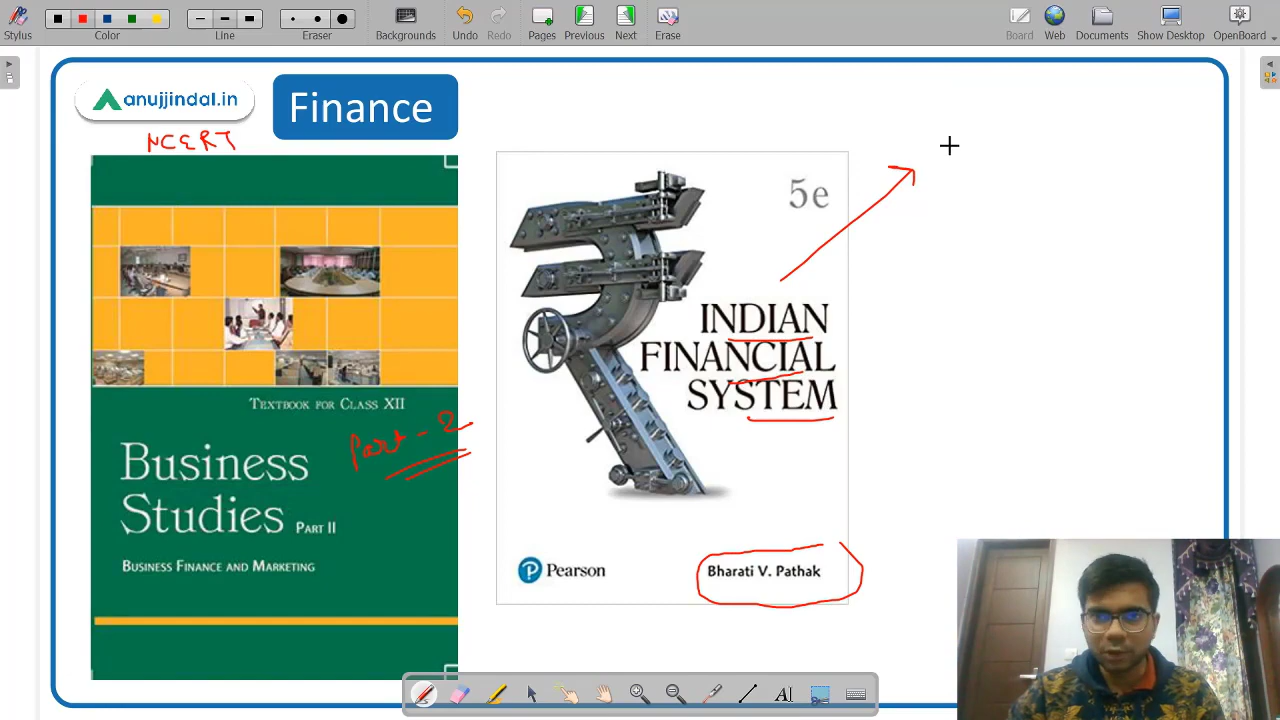 Stylus
Color
Line
Eraser
Backgrounds
Undo
Redo
Pages
Previous
Next
Erase
Board
Web
Documents
Show Desktop
OpenBoard
anujjindal.in
Finance
NCERT
TEXTBOOK FOR CLASS XII
Part - 2
Business
Studies PART II
BUSINESS FINANCE AND MARKETING
5e
INDIAN
FINANCIAL
SYSTEM
Pearson
Bharati V. Pathak
AI